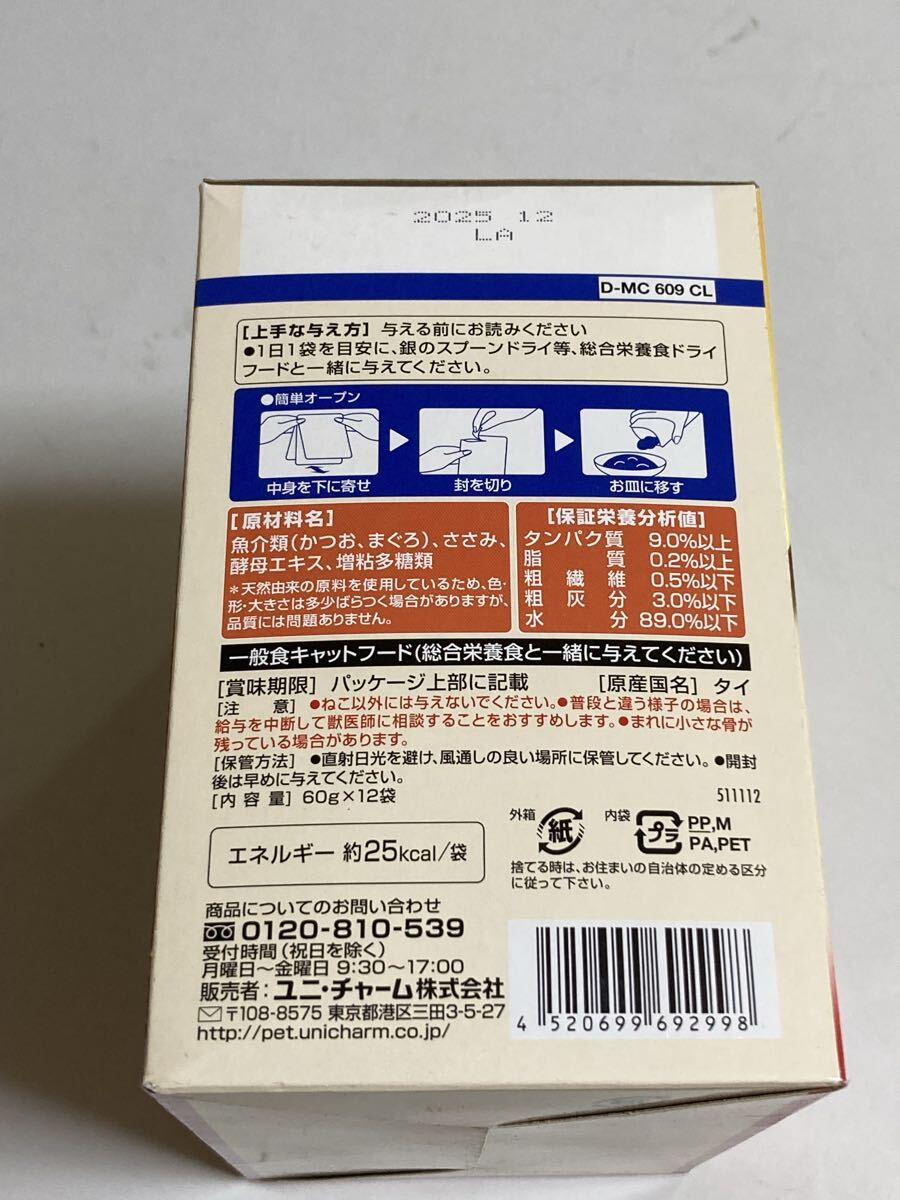 2025 12
LA
D-MC 609 CL
[上手な与え方] 与える前にお読みください
●1日1袋を目安に、銀のスプーンドライ等、総合栄養食ドライ
フードと一緒に与えてください。
●簡単オープン
中身を下に寄せ
封を切り
お皿に移す
[原材料名]
魚介類(かつお、まぐろ)、ささみ、
酵母エキス、増粘多糖類
*天然由来の原料を使用しているため、色・
形・大きさは多少ばらつく場合がありますが、
品質には問題ありません。
[保証栄養分析値]
タンパク質 9.0%以上
脂質 0.2%以上
粗繊維 0.5%以下
粗灰分 3.0%以下
水分 89.0%以下
一般食キャットフード(総合栄養食と一緒に与えてください)
[賞味期限] パッケージ上部に記載 [原産国名] タイ
[注 意] ●ねこ以外には与えないでください。●普段と違う様子の場合は、
給与を中断して獣医師に相談することをおすすめします。●まれに小さな骨が
残っている場合があります。
[保管方法] ●直射日光を避け、風通しの良い場所に保管してください。●開封
後は早めに与えてください。
[内容量] 60g×12袋
511112
エネルギー 約25kcal/袋
外箱 紙 内袋 プラ PP,M
PA,PET
捨てる時は、お住まいの自治体の定める区分
に従って下さい。
商品についてのお問い合わせ
0120-810-539
受付時間(祝日を除く)
月曜日～金曜日 9:30～17:00
販売者:ユニ・チャーム株式会社
〒108-8575 東京都港区三田3-5-27
http://pet.unicharm.co.jp/
4 520699 692998